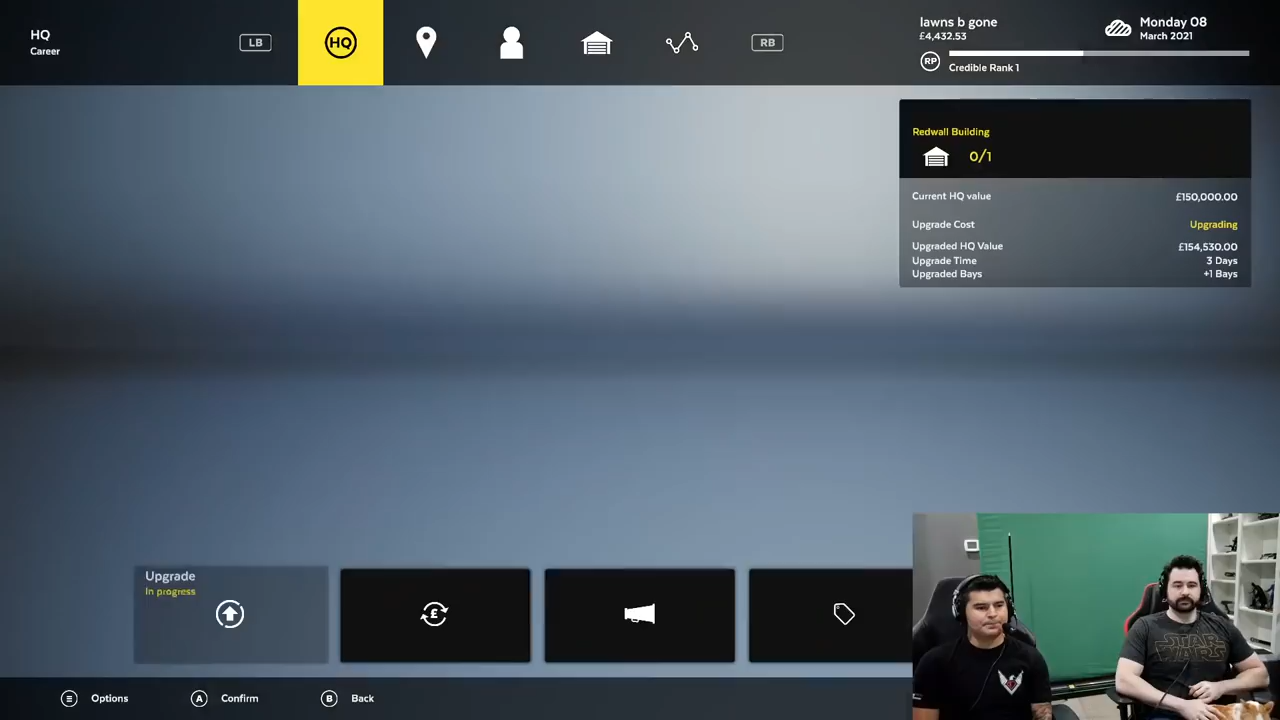 HQ
Career
LB
HQ
RB
lawns b gone
£4,432.53
Monday 08
March 2021
RP
Credible Rank 1
Redwall Building
0/1
Current HQ value £150,000.00
Upgrade Cost Upgrading
Upgraded HQ Value £154,530.00
Upgrade Time 3 Days
Upgraded Bays +1 Bays
Upgrade
In progress
£
STAR
WARS
Options
A Confirm
B Back